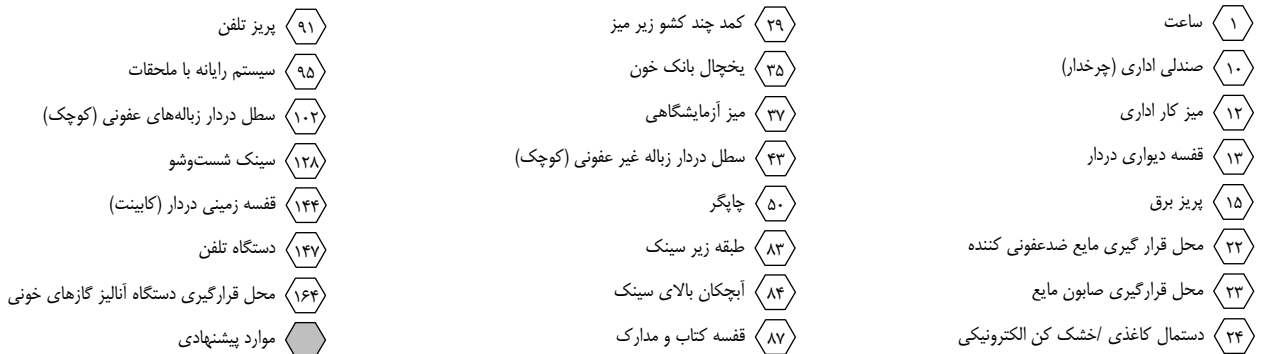 ۱ ساعت
۱۰ صندلی اداری (چرخدار)
۱۲ میز کار اداری
۱۳ قفسه دیواری دردار
۱۵ پریز برق
۲۲ محل قرار گیری مایع ضدعفونی کننده
۲۳ محل قرارگیری صابون مایع
۲۴ دستمال کاغذی /خشک کن الکترونیکی
۲۹ کمد چند کشو زیر میز
۳۵ یخچال بانک خون
۳۷ میز آزمایشگاهی
۴۳ سطل دردار زباله غیر عفونی (کوچک)
۵۰ چاپگر
۸۳ طبقه زیر سینک
۸۴ آبچکان بالای سینک
۸۷ قفسه کتاب و مدارک
۹۱ پریز تلفن
۹۵ سیستم رایانه با ملحقات
۱۰۲ سطل دردار زباله‌های عفونی (کوچک)
۱۲۸ سینک شست‌وشو
۱۴۴ قفسه زمینی دردار (کابینت)
۱۴۷ دستگاه تلفن
۱۶۴ محل قرارگیری دستگاه آنالیز گازهای خونی
موارد پیشنهادی